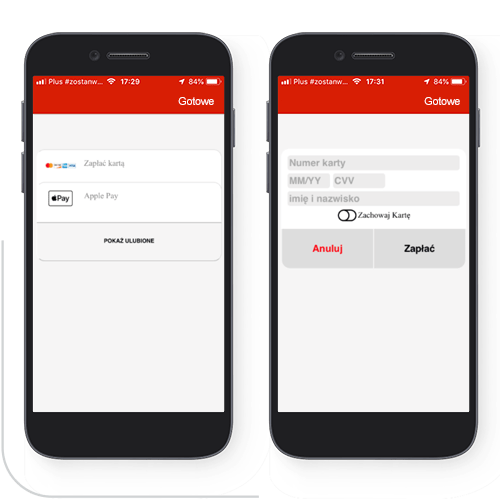 Plus #zostanw... 17:29 84%
Gotowe
Zapłać kartą
Pay Apple Pay
POKAŻ ULUBIONE
Plus #zostanw... 17:31 84%
Gotowe
Numer karty
MM/YY CVV
imię i nazwisko
Zachowaj Kartę
Anuluj Zapłać